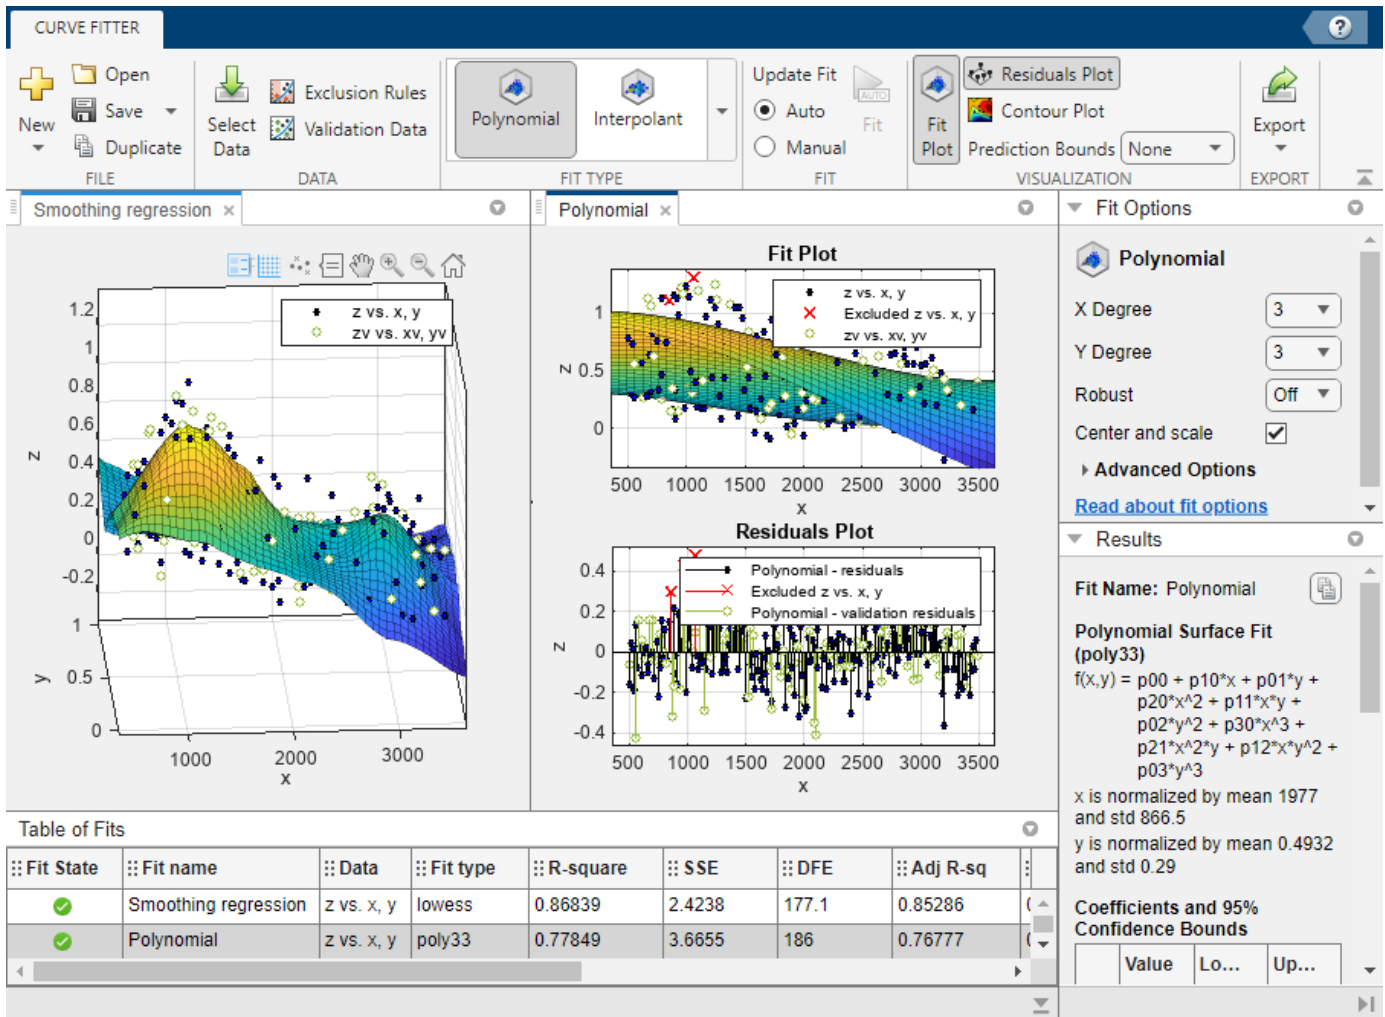 CURVE FITTER
?
New
Open
Save
Duplicate
FILE
Select
Data
Exclusion Rules
Validation Data
DATA
Polynomial
Interpolant
FIT TYPE
Update Fit
Auto
Manual
AUTO
Fit
FIT
Fit
Plot
Residuals Plot
Contour Plot
Prediction Bounds None
VISUALIZATION
Export
EXPORT
Smoothing regression ×
z vs. x, y
zv vs. xv, yv
1.2
1
0.8
0.6
0.4
0.2
0
-0.2
z
1
0.5
0
y
1000 2000 3000
x
Polynomial ×
Fit Plot
z vs. x, y
Excluded z vs. x, y
zv vs. xv, yv
1
0.5
0
z
500 1000 1500 2000 2500 3000 3500
x
Residuals Plot
Polynomial - residuals
Excluded z vs. x, y
Polynomial - validation residuals
0.4
0.2
0
-0.2
-0.4
z
500 1000 1500 2000 2500 3000 3500
x
Fit Options
Polynomial
X Degree 3
Y Degree 3
Robust Off
Center and scale
Advanced Options
Read about fit options
Results
Fit Name: Polynomial
Polynomial Surface Fit
(poly33)
f(x,y) = p00 + p10*x + p01*y +
p20*x^2 + p11*x*y +
p02*y^2 + p30*x^3 +
p21*x^2*y + p12*x*y^2 +
p03*y^3
x is normalized by mean 1977
and std 866.5
y is normalized by mean 0.4932
and std 0.29
Coefficients and 95%
Confidence Bounds
Value Lo... Up...
Table of Fits
Fit State Fit name Data Fit type R-square SSE DFE Adj R-sq
Smoothing regression z vs. x, y lowess 0.86839 2.4238 177.1 0.85286
Polynomial z vs. x, y poly33 0.77849 3.6655 186 0.76777